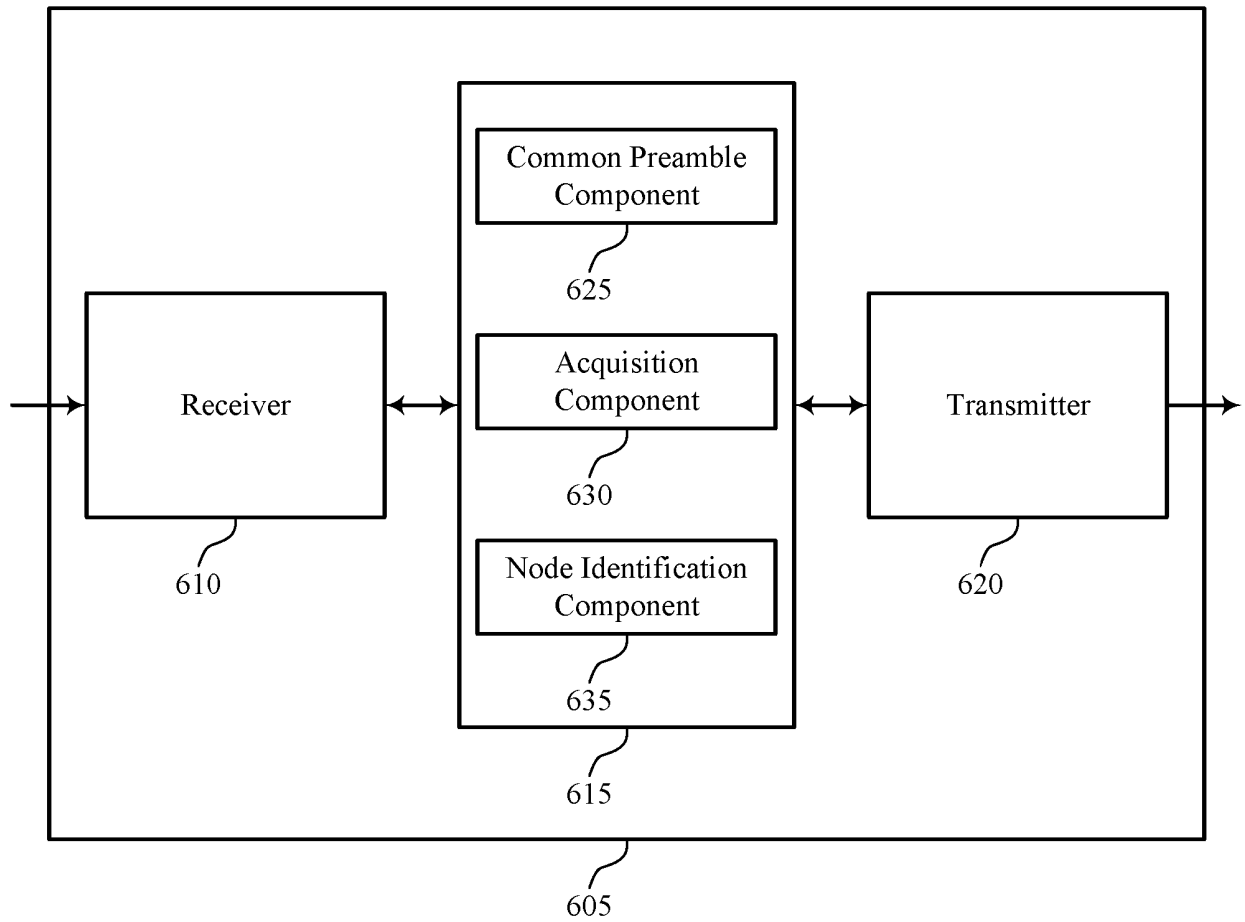 Common Preamble
Component
625
Receiver
610
Acquisition
Component
630
Transmitter
620
Node Identification
Component
635
615
605